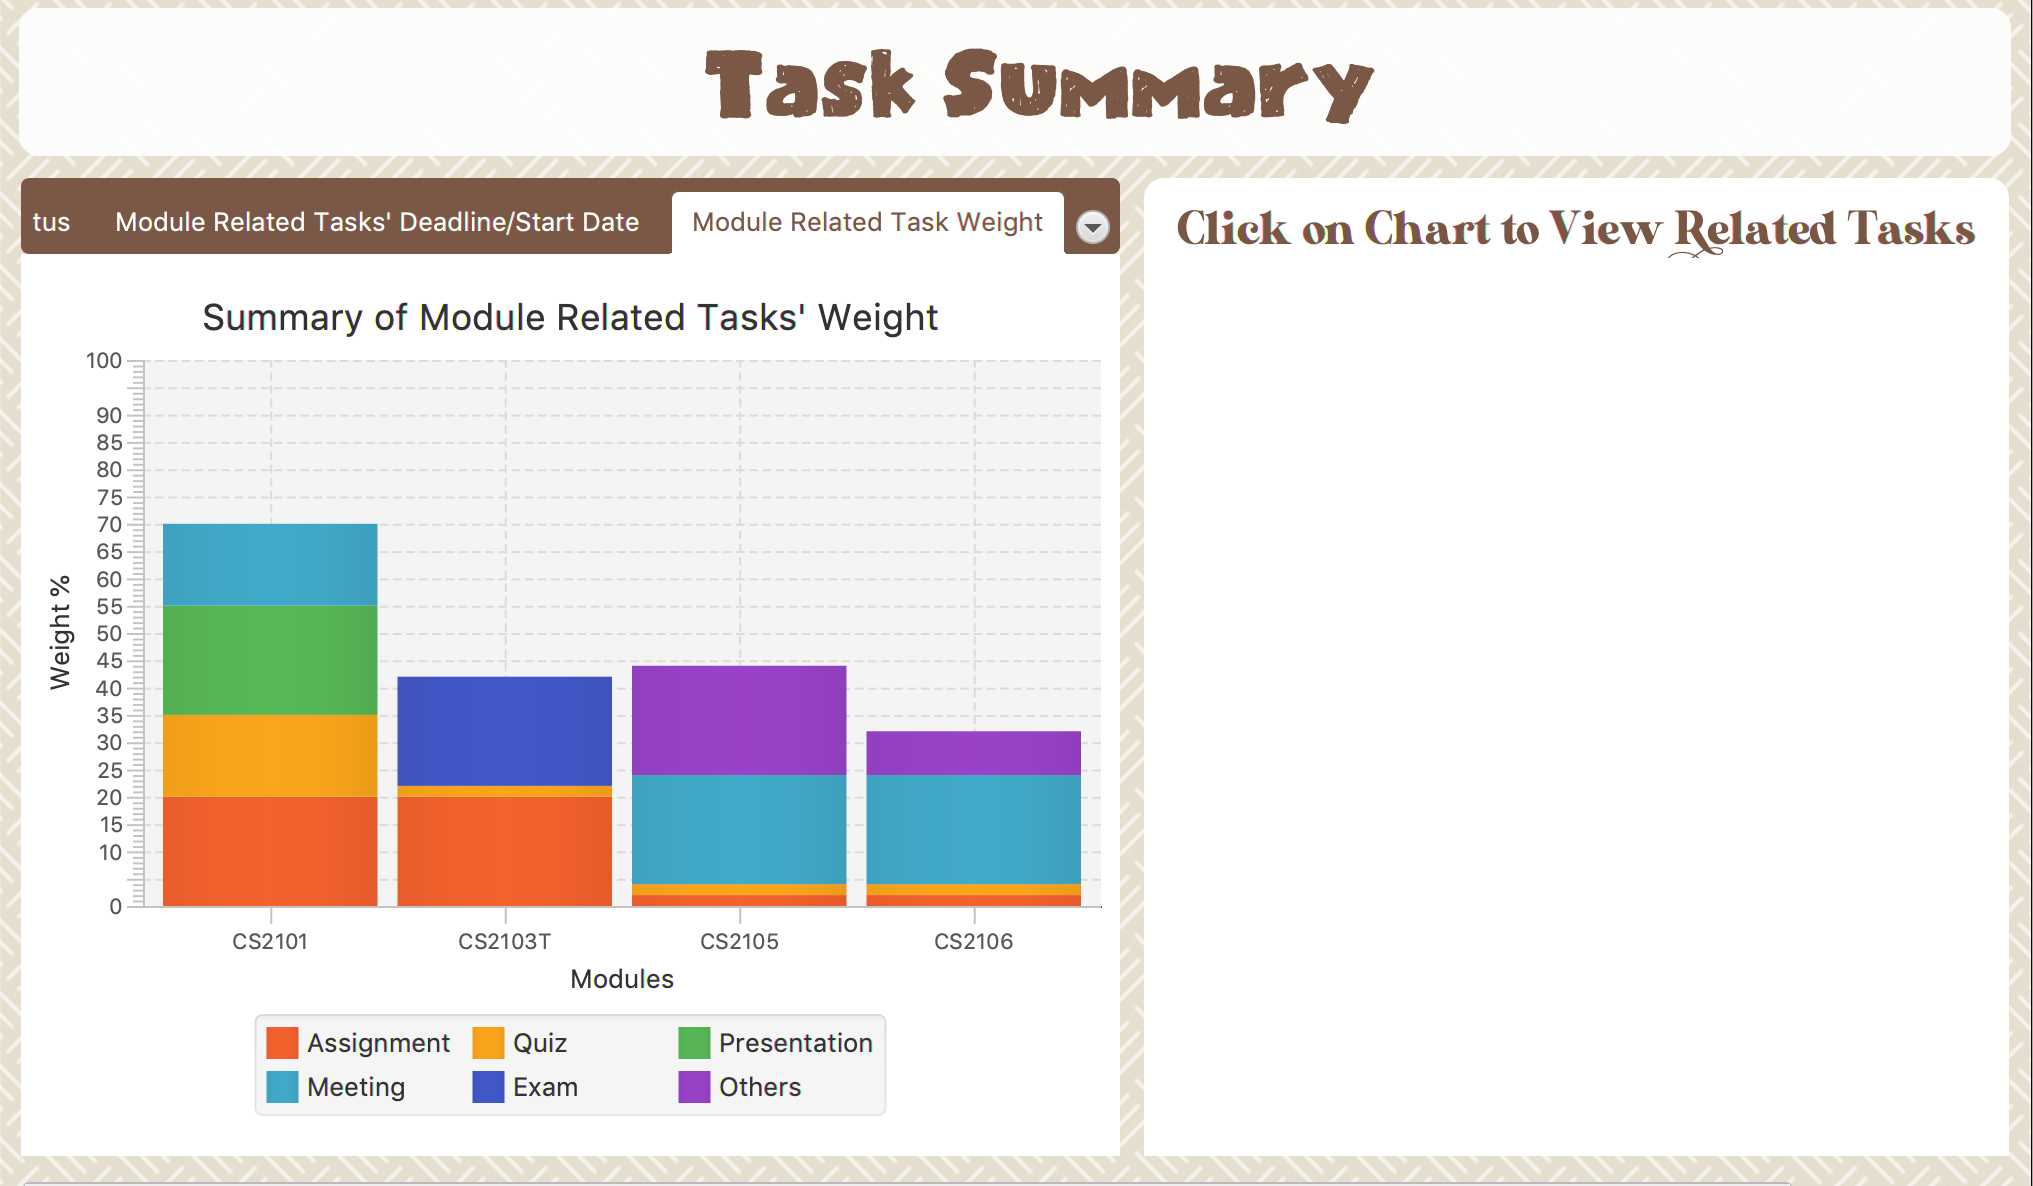 Task Summary
tus
Module Related Tasks' Deadline/Start Date
Module Related Task Weight
Click on Chart to View Related Tasks
Summary of Module Related Tasks' Weight
100
90
85
80
75
70
65
60
55
50
45
40
35
30
25
20
15
10
0
Weight %
CS2101
CS2103T
CS2105
CS2106
Modules
Assignment
Quiz
Presentation
Meeting
Exam
Others